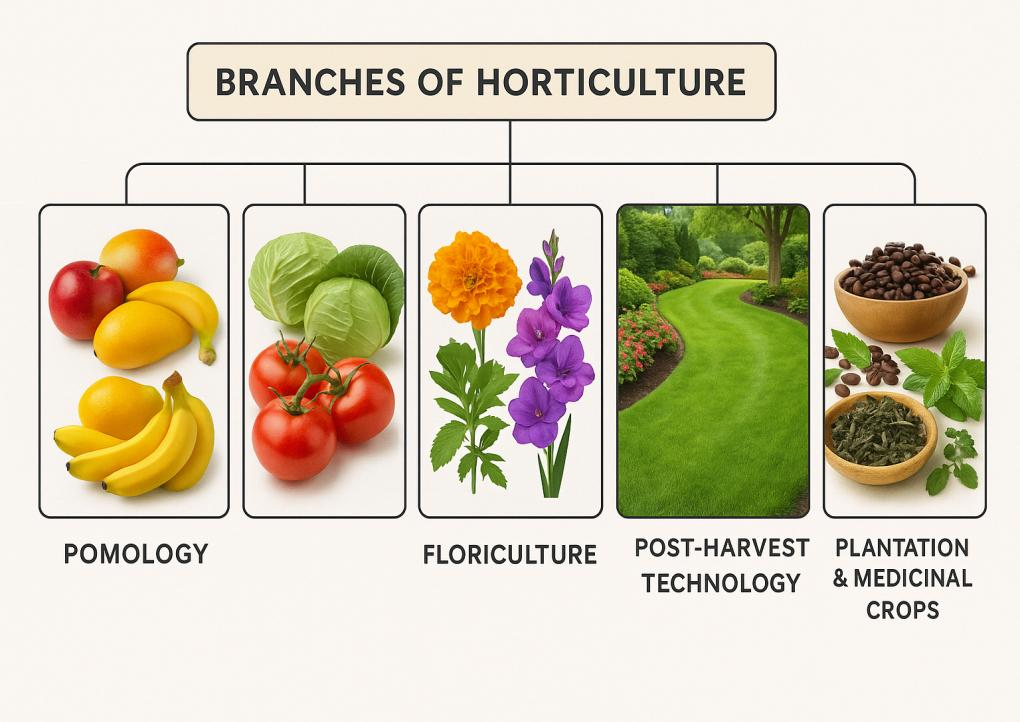 BRANCHES OF HORTICULTURE
POMOLOGY
FLORICULTURE
POST-HARVEST
TECHNOLOGY
PLANTATION
& MEDICINAL
CROPS